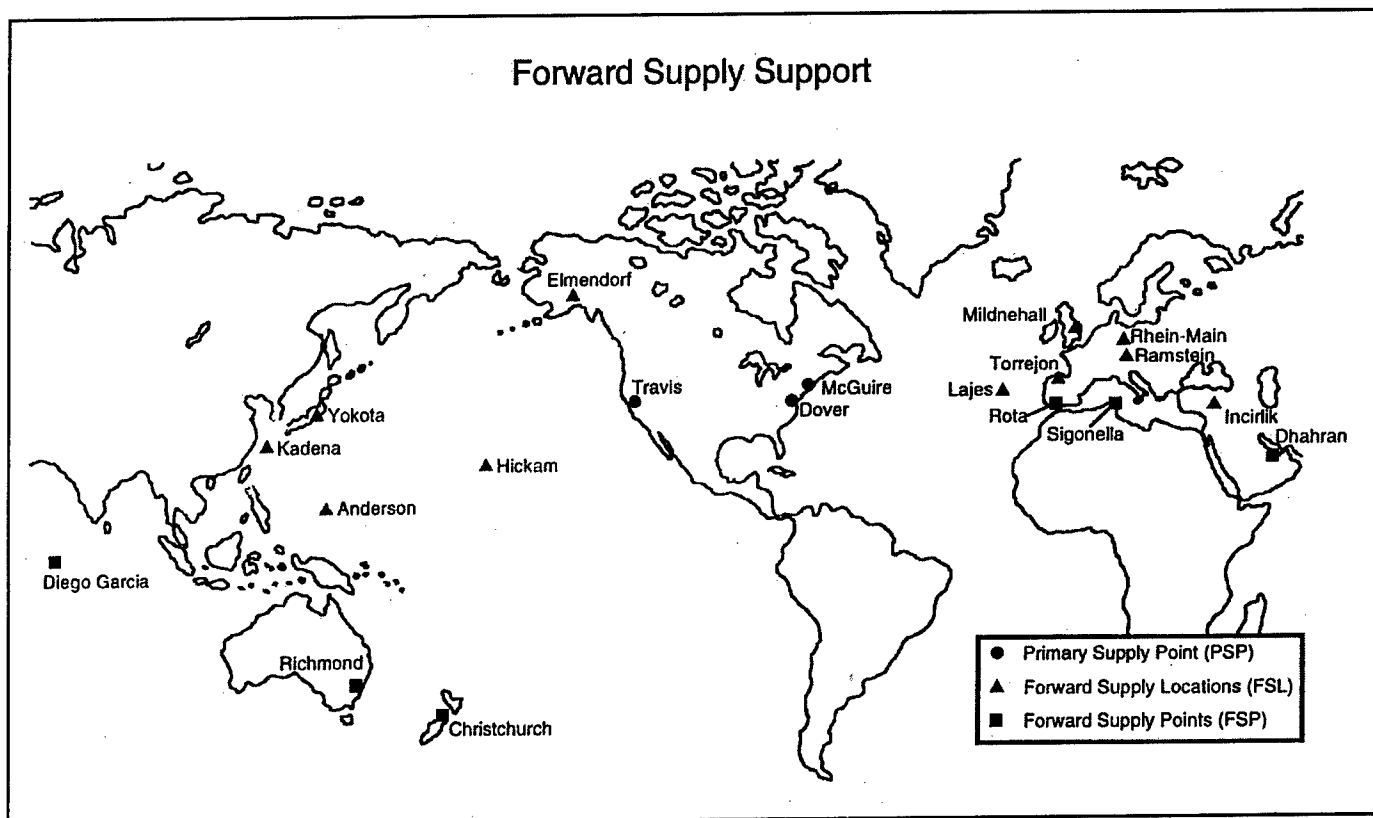 Forward Supply Support
Elmendorf
Mildnehall
Rhein-Main
Ramstein
Torrejon
Travis
McGuire
Lajes
Dover
Rota
Incirlik
Yokota
Sigonella
Dhahran
Kadena
Hickam
Anderson
Diego Garcia
Richmond
Christchurch
Primary Supply Point (PSP)
Forward Supply Locations (FSL)
Forward Supply Points (FSP)